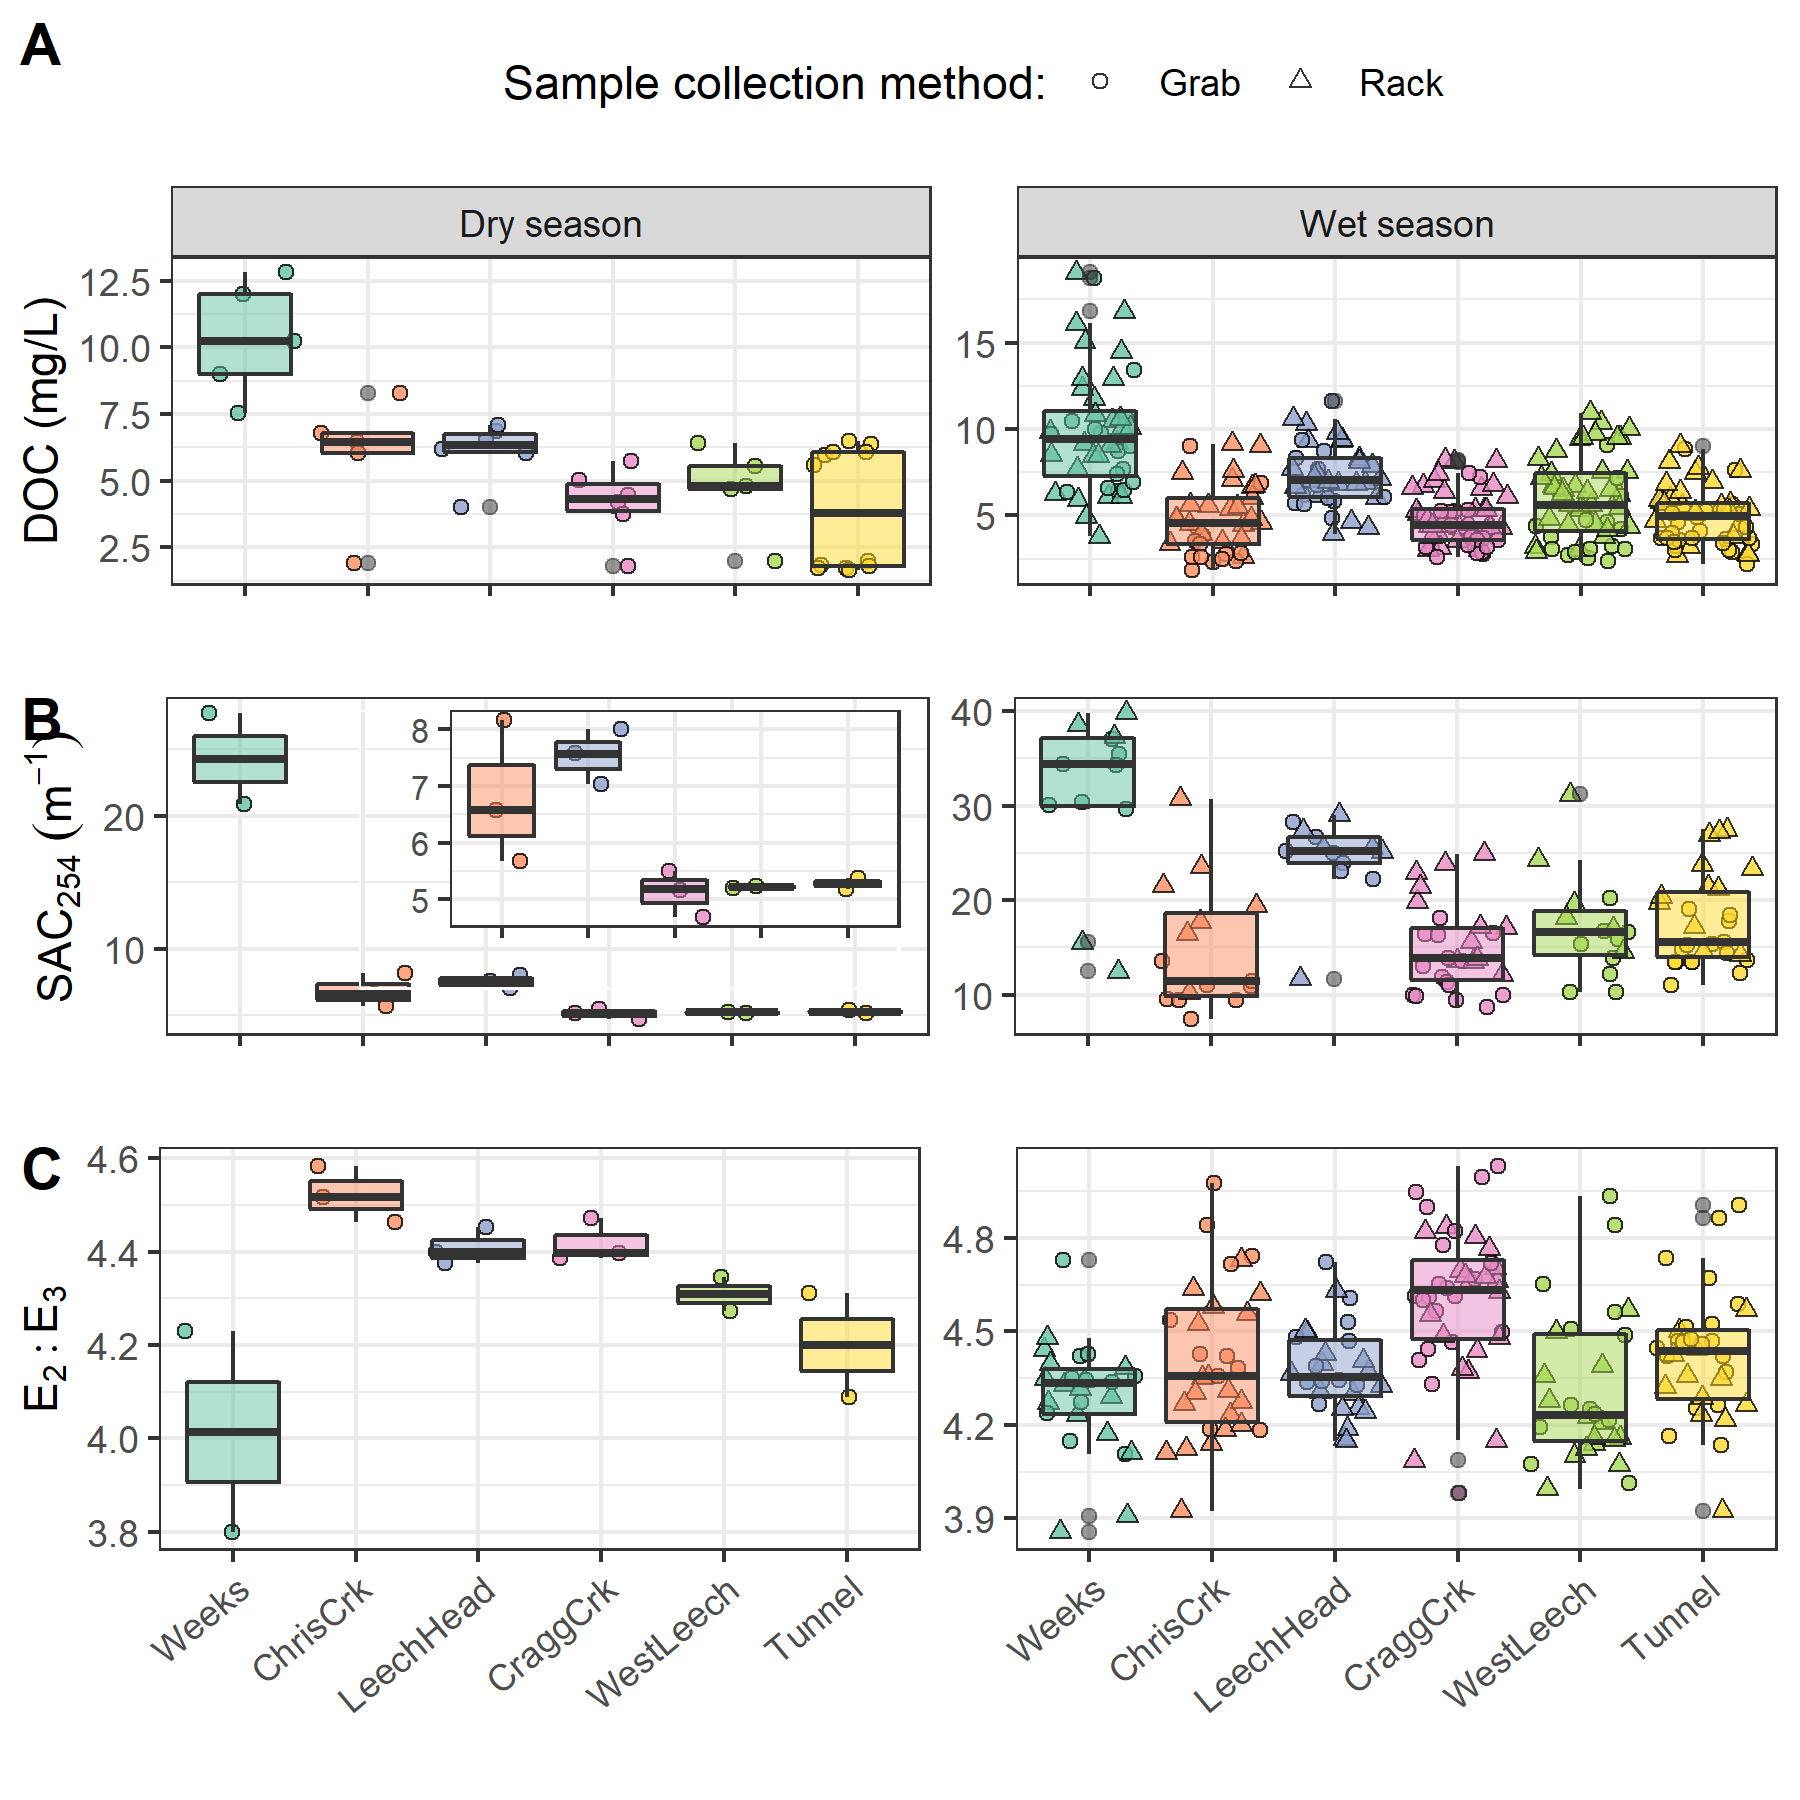 A
Sample collection method: Grab Rack
Dry season Wet season
DOC (mg/L)
12.5
10.0
7.5
5.0
2.5
15
10
5
B
SAC₂₅₄ (m⁻¹)
20
10
8
7
6
5
40
30
20
10
C
E₂ : E₃
4.6
4.4
4.2
4.0
3.8
4.8
4.5
4.2
3.9
Weeks ChrisCrk LeechHead CraggCrk WestLeech Tunnel
Weeks ChrisCrk LeechHead CraggCrk WestLeech Tunnel